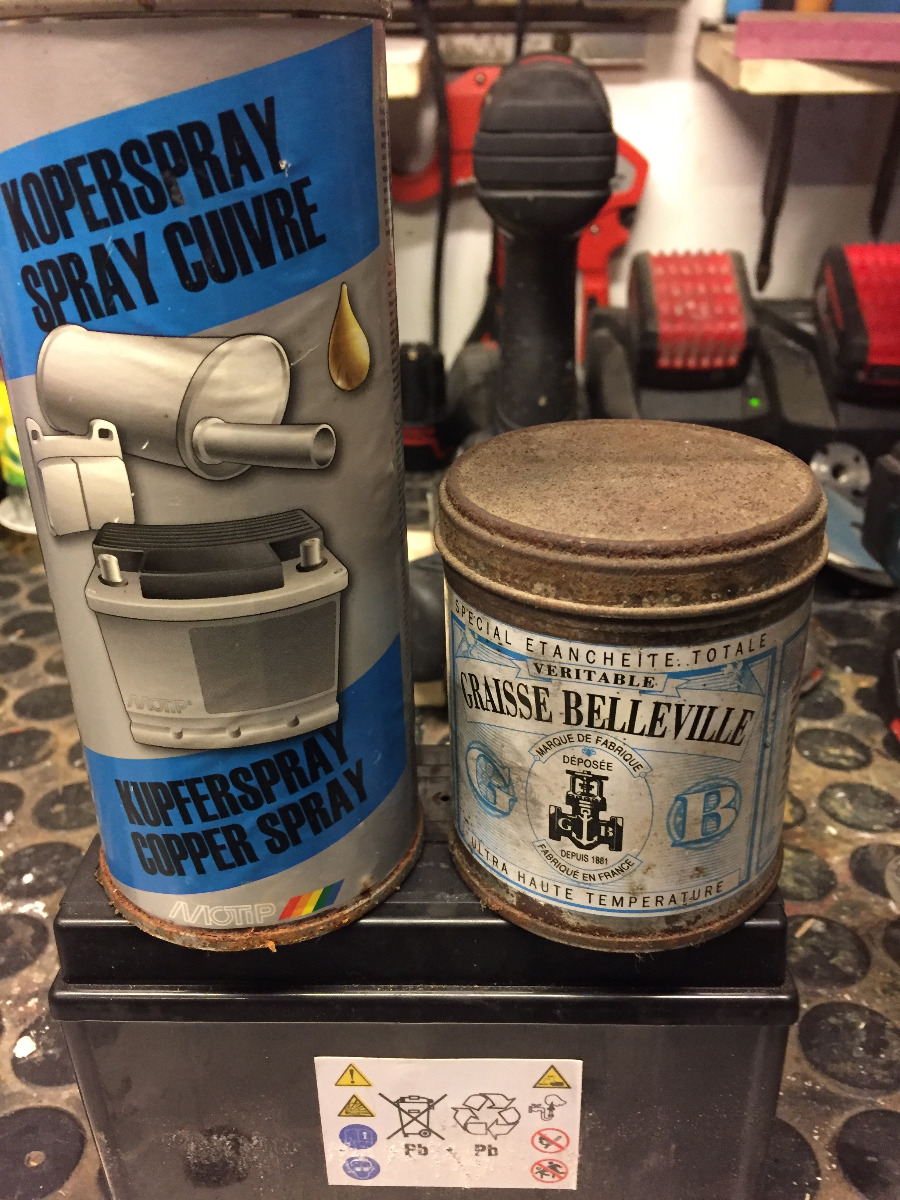 KOPERSPRAY
SPRAY CUIVRE
MOTIP
KUPFERSPRAY
COPPER SPRAY
MOTIP
SPECIAL ETANCHEITE TOTALE
VERITABLE
GRAISSE BELLEVILLE
MARQUE DE FABRIQUE
DÉPOSÉE
G B
G B
DEPUIS 1881
FABRIQUÉ EN FRANCE
ULTRA HAUTE TEMPERATURE
Pb Pb